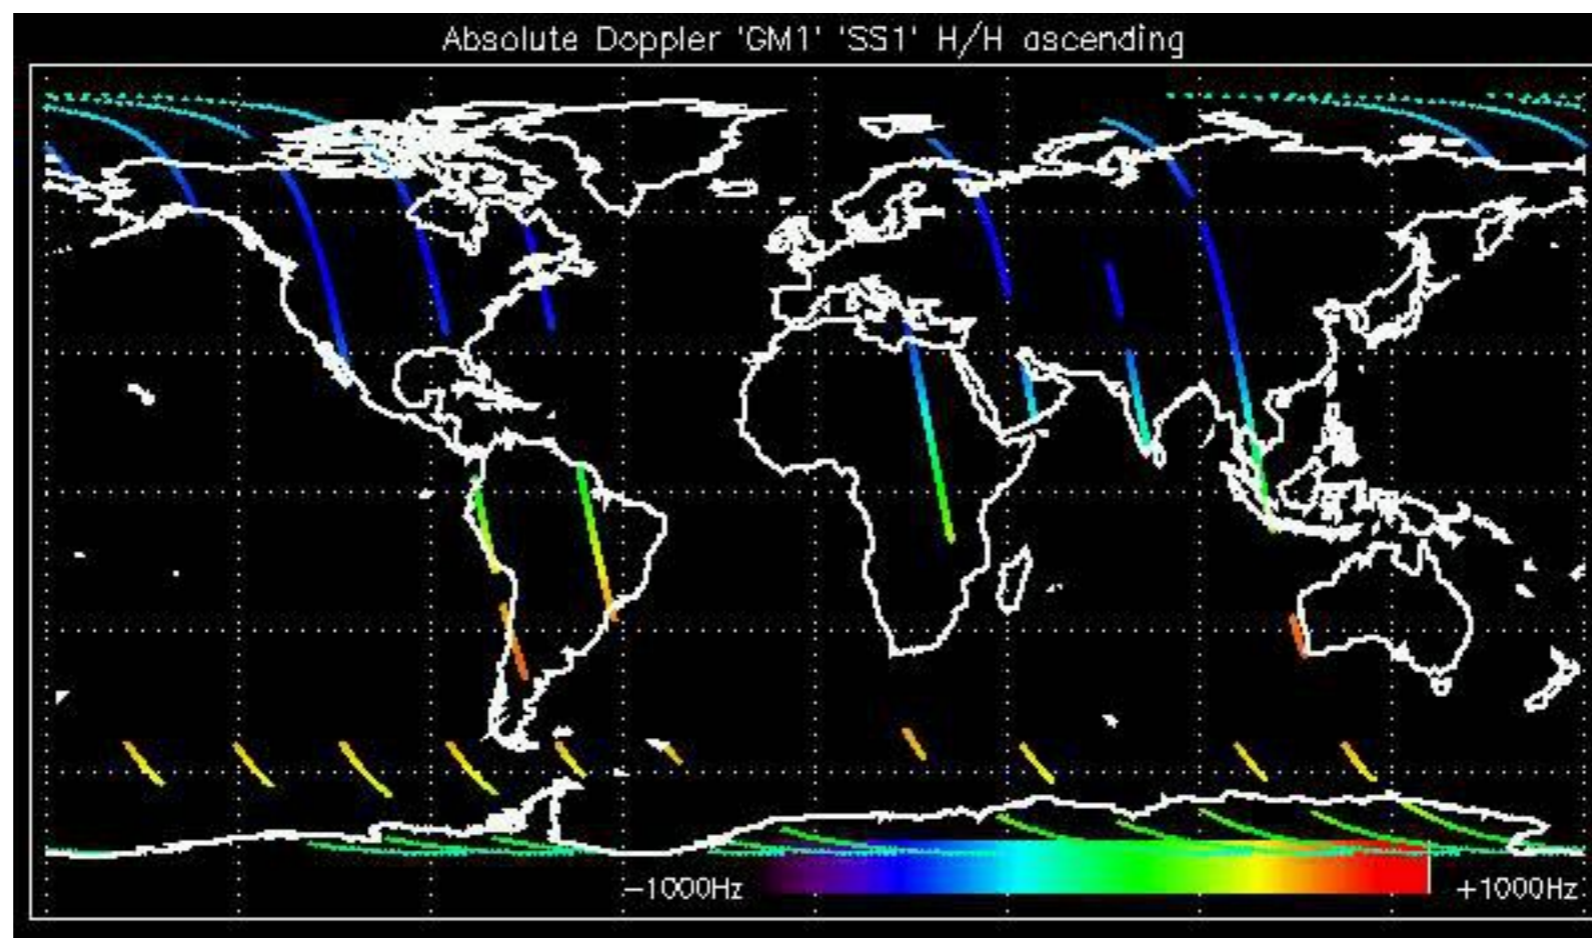 Absolute Doppler 'GM1' 'SS1' H/H ascending
−1000Hz
+1000Hz